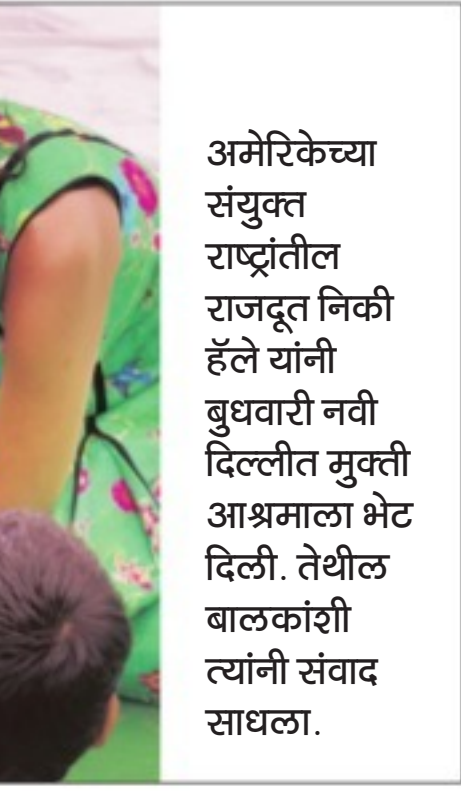 अमेरिकेच्या
संयुक्त
राष्ट्रांतील
राजदूत निकी
हॅले यांनी
बुधवारी नवी
दिल्लीत मुक्ती
आश्रमाला भेट
दिली. तेथील
बालकांशी
त्यांनी संवाद
साधला.